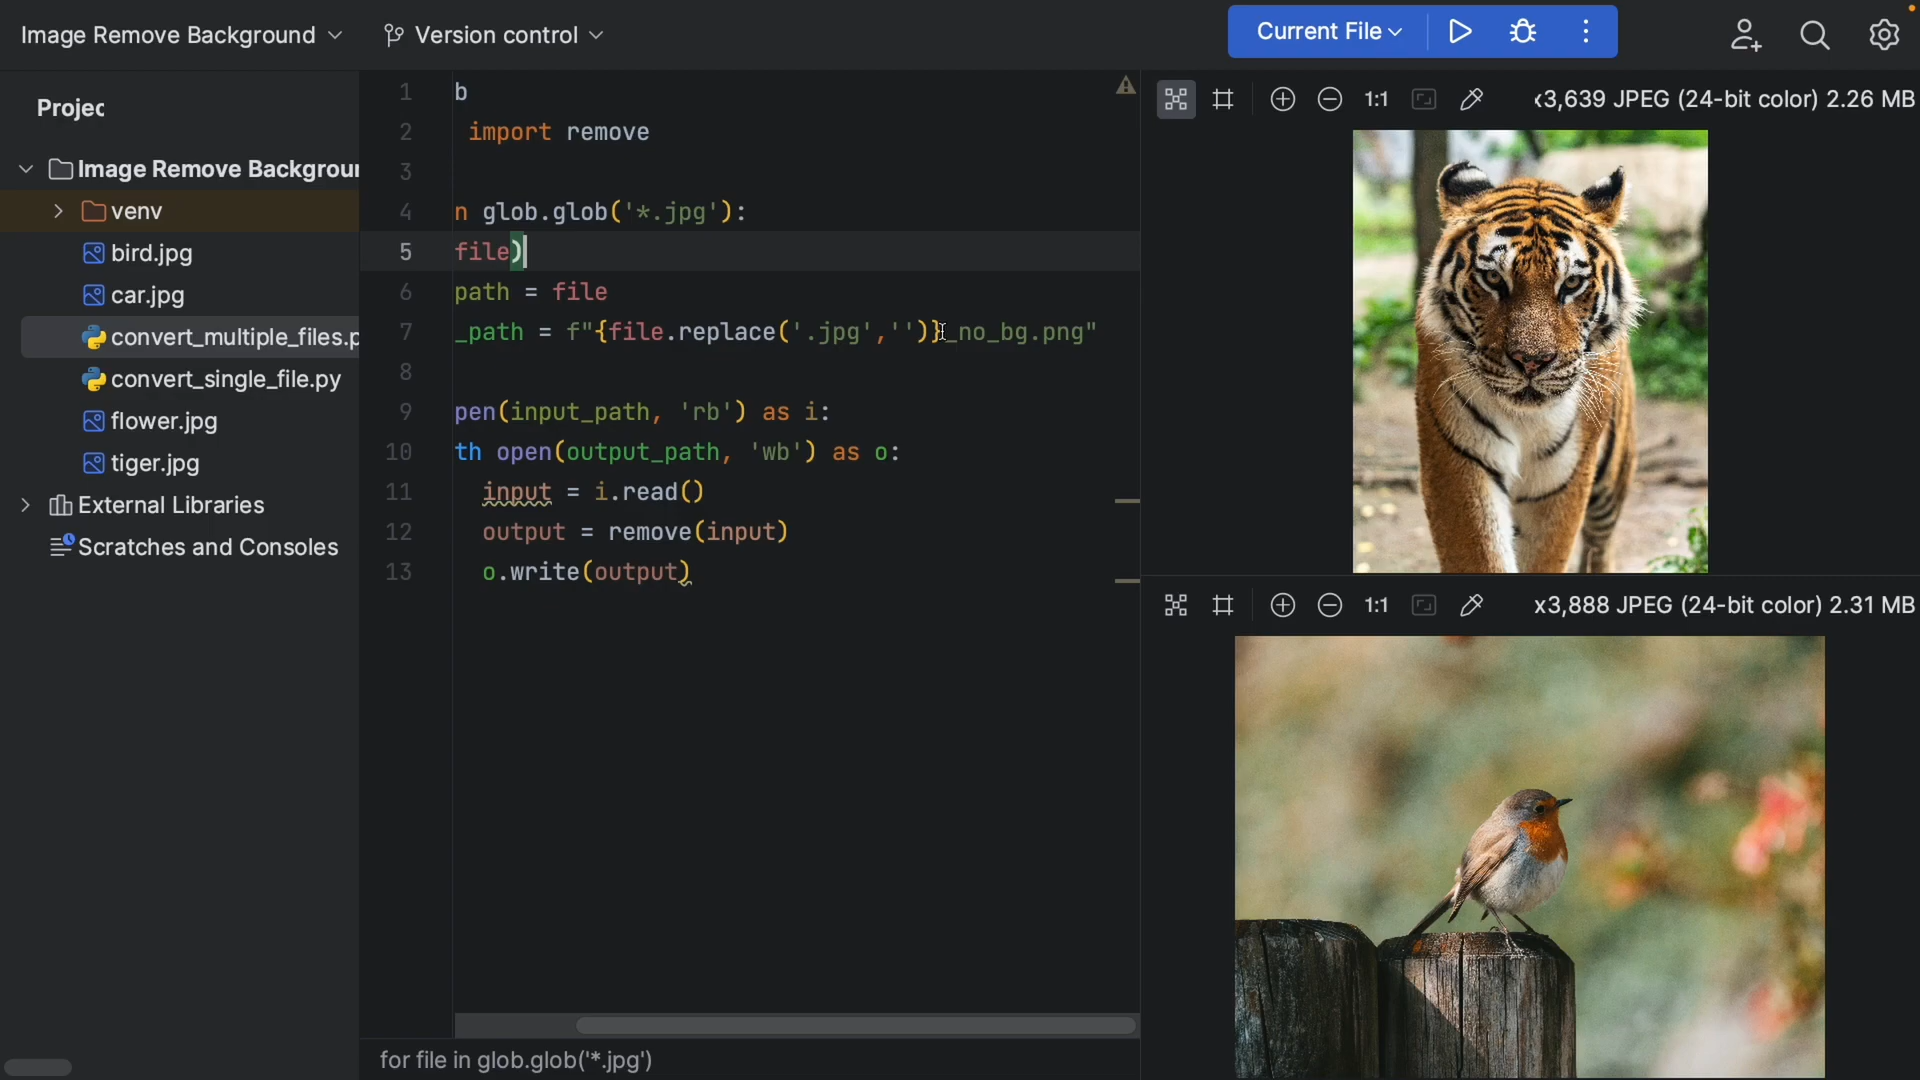 Image Remove Background
Version control
Current File
Projec
Image Remove Backgrour
venv
bird.jpg
car.jpg
convert_multiple_files.p
convert_single_file.py
flower.jpg
tiger.jpg
External Libraries
Scratches and Consoles
1 b
2 import remove
3
4 n glob.glob('*.jpg'):
5 file)
6 path = file
7 _path = f"{file.replace('.jpg','')}_no_bg.png"
8
9 pen(input_path, 'rb') as i:
10 th open(output_path, 'wb') as o:
11 input = i.read()
12 output = remove(input)
13 o.write(output)
for file in glob.glob('*.jpg')
1:1
x3,639 JPEG (24-bit color) 2.26 MB
1:1
x3,888 JPEG (24-bit color) 2.31 MB